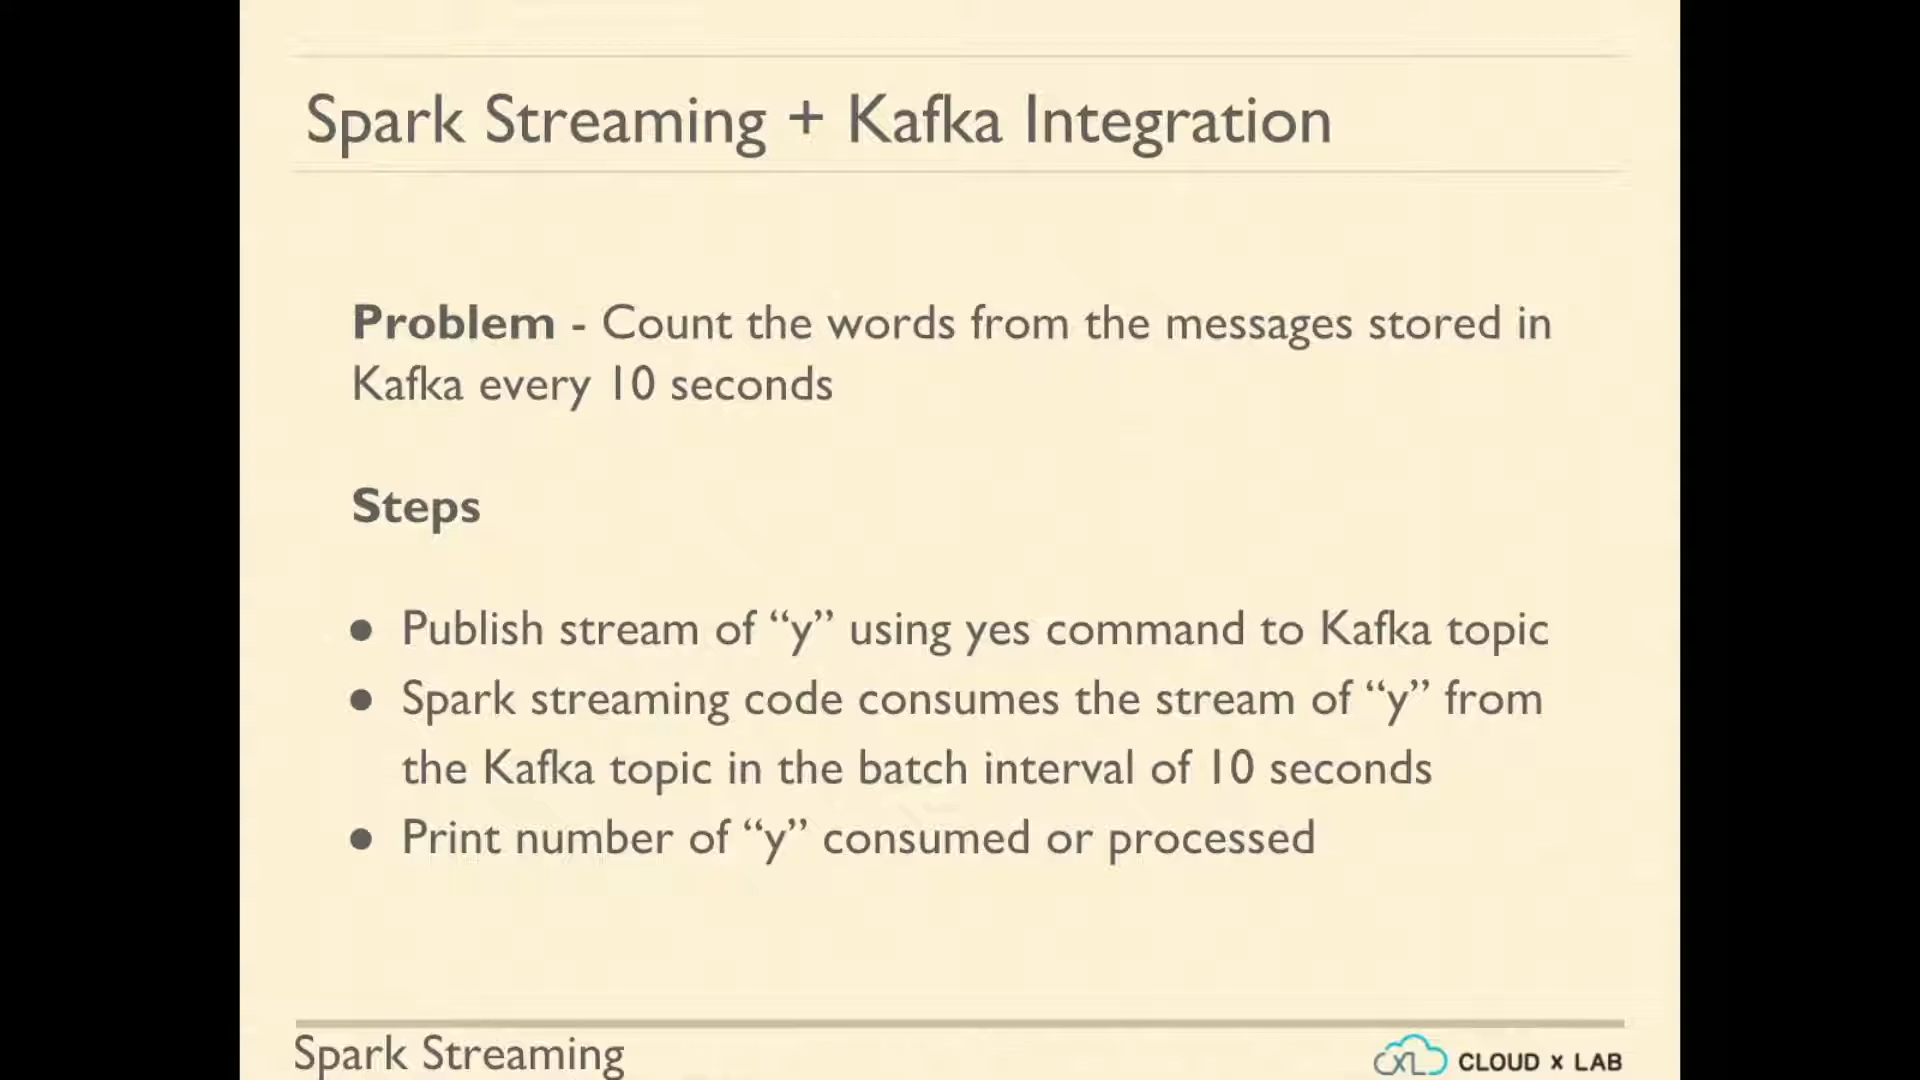 Spark Streaming + Kafka Integration
Problem - Count the words from the messages stored in
Kafka every 10 seconds
Steps
● Publish stream of “y” using yes command to Kafka topic
● Spark streaming code consumes the stream of “y” from
the Kafka topic in the batch interval of 10 seconds
● Print number of “y” consumed or processed
Spark Streaming
CXL CLOUD x LAB